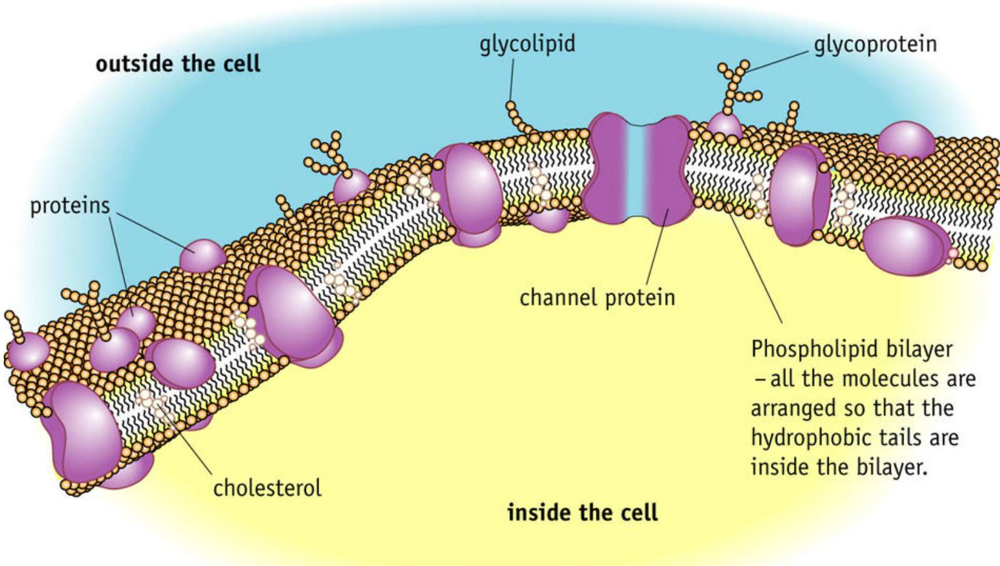 glycolipid
glycoprotein
outside the cell
proteins
channel protein
Phospholipid bilayer
– all the molecules are
arranged so that the
hydrophobic tails are
inside the bilayer.
cholesterol
inside the cell